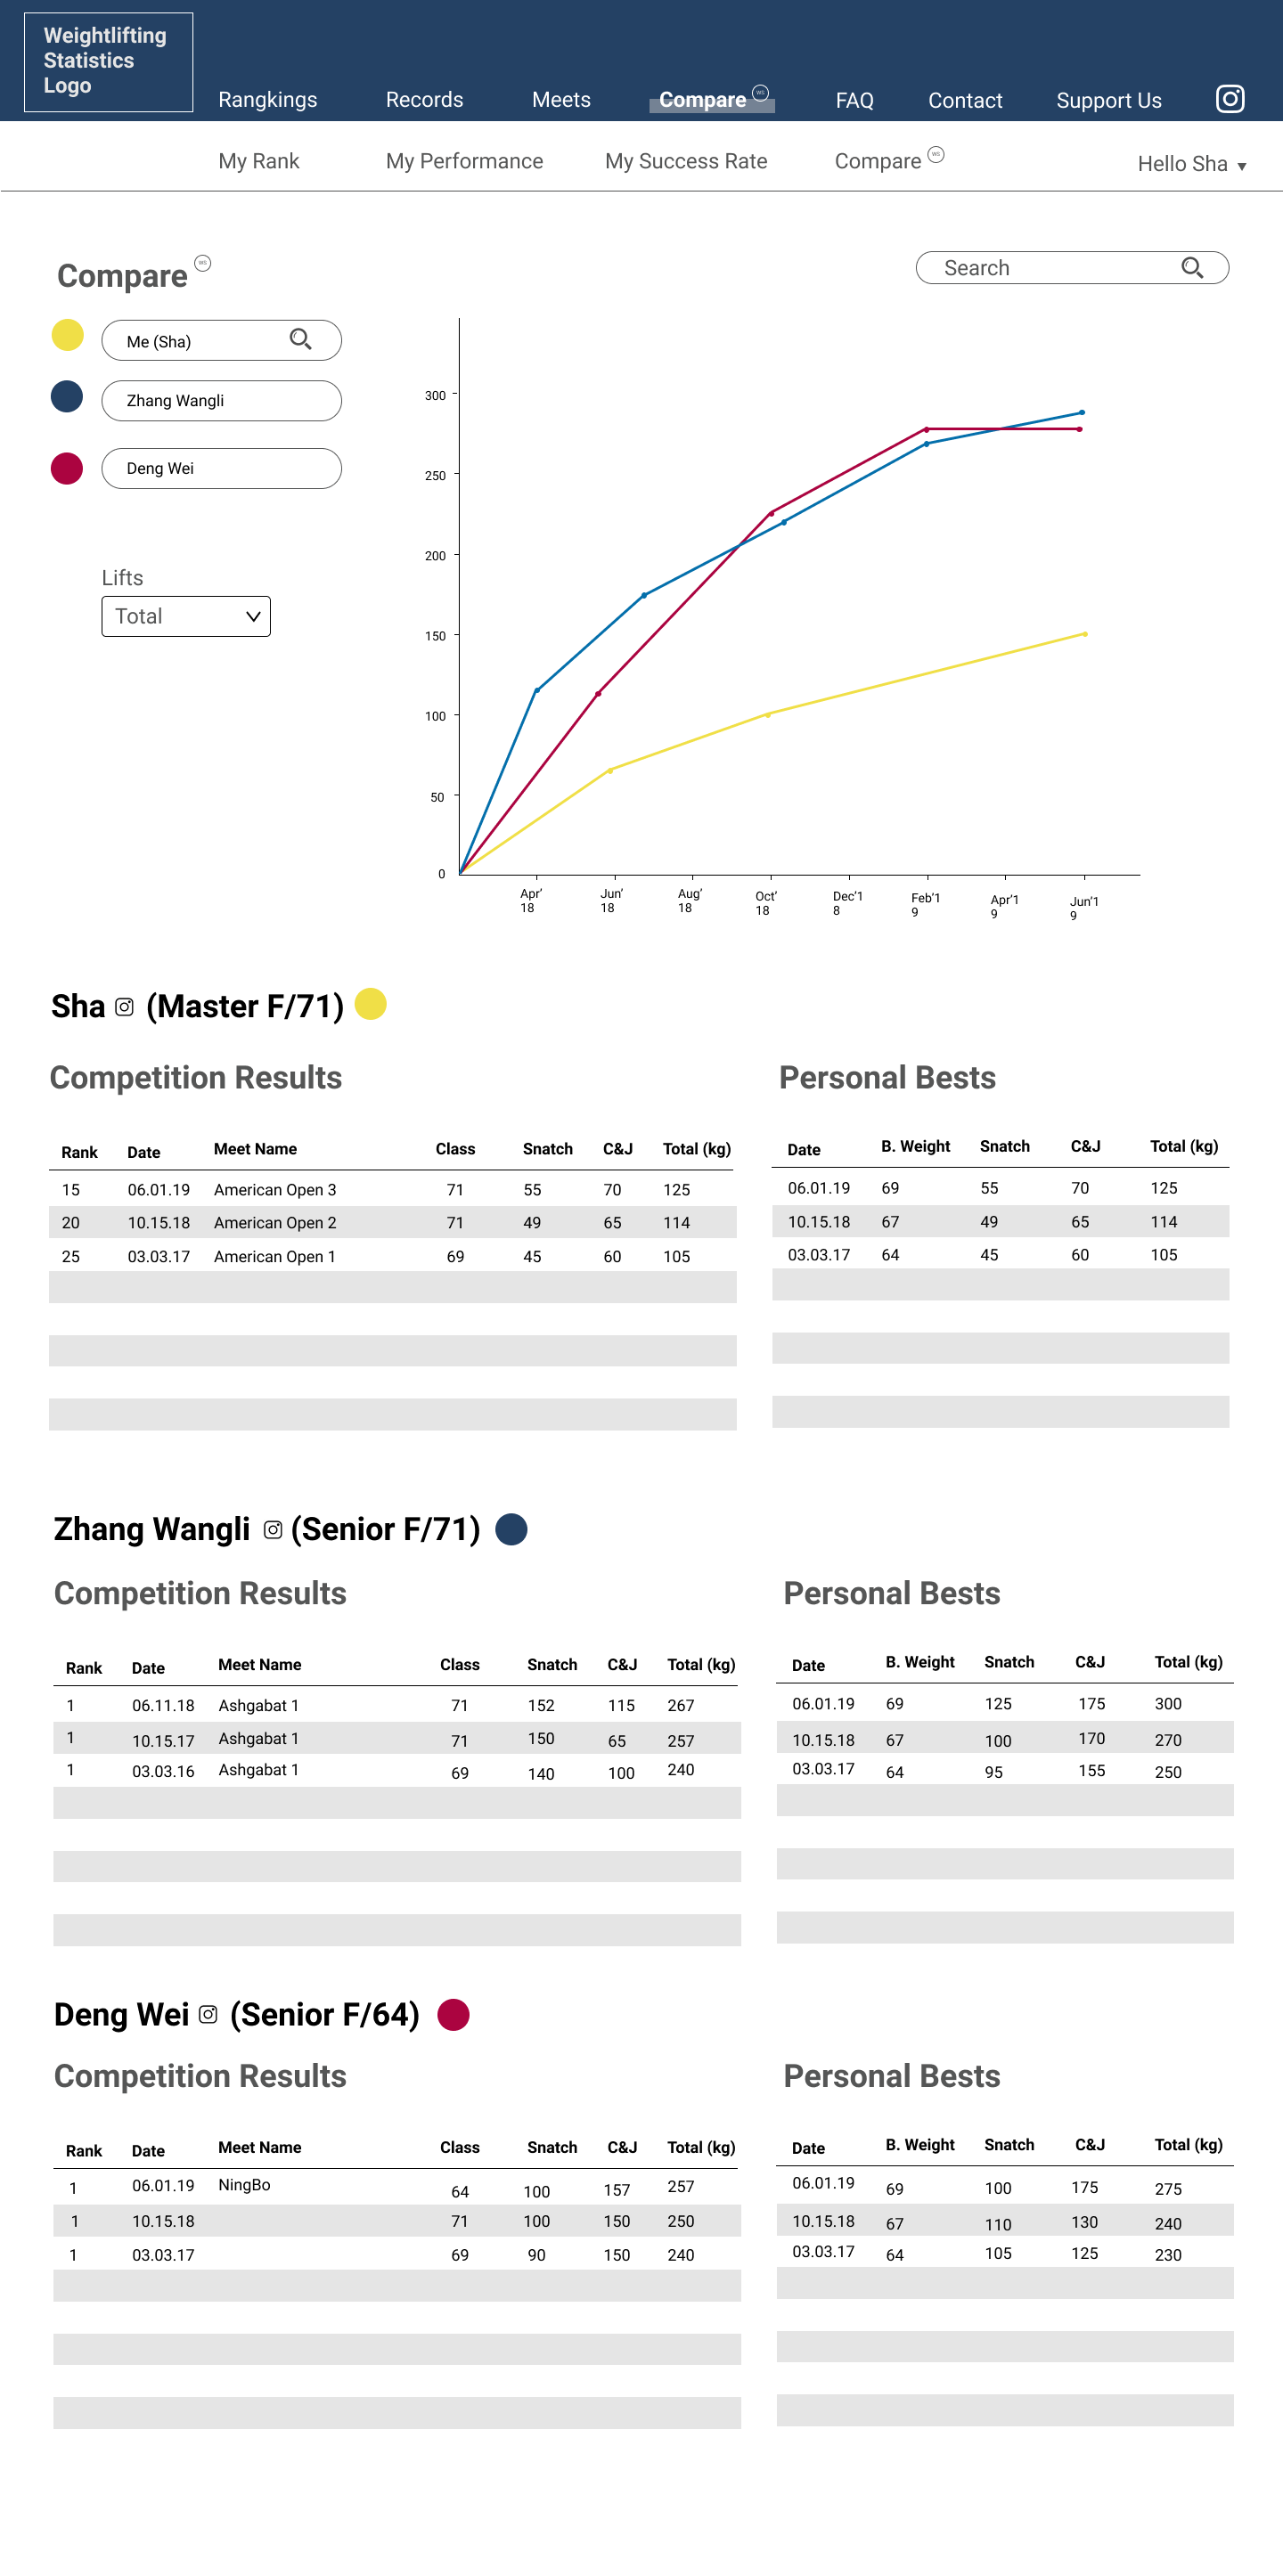 Weightlifting
Statistics
Logo
Rangkings Records Meets Compare WS FAQ Contact Support Us
My Rank My Performance My Success Rate Compare WS Hello Sha
Compare WS
Search
Me (Sha)
Zhang Wangli
Deng Wei
Lifts
Total
300
250
200
150
100
50
0
Apr’ Jun’ Aug’ Oct’ Dec’1 Feb’1 Apr’1 Jun’1
18 18 18 18 8 9 9 9
Sha (Master F/71)
Competition Results Personal Bests
Rank Date Meet Name Class Snatch C&J Total (kg) Date B. Weight Snatch C&J Total (kg)
15 06.01.19 American Open 3 71 55 70 125 06.01.19 69 55 70 125
20 10.15.18 American Open 2 71 49 65 114 10.15.18 67 49 65 114
25 03.03.17 American Open 1 69 45 60 105 03.03.17 64 45 60 105
Zhang Wangli (Senior F/71)
Competition Results Personal Bests
Rank Date Meet Name Class Snatch C&J Total (kg) Date B. Weight Snatch C&J Total (kg)
1 06.11.18 Ashgabat 1 71 152 115 267 06.01.19 69 125 175 300
1 10.15.17 Ashgabat 1 71 150 65 257 10.15.18 67 100 170 270
1 03.03.16 Ashgabat 1 69 140 100 240 03.03.17 64 95 155 250
Deng Wei (Senior F/64)
Competition Results Personal Bests
Rank Date Meet Name Class Snatch C&J Total (kg) Date B. Weight Snatch C&J Total (kg)
1 06.01.19 NingBo 64 100 157 257 06.01.19 69 100 175 275
1 10.15.18 71 100 150 250 10.15.18 67 110 130 240
1 03.03.17 69 90 150 240 03.03.17 64 105 125 230